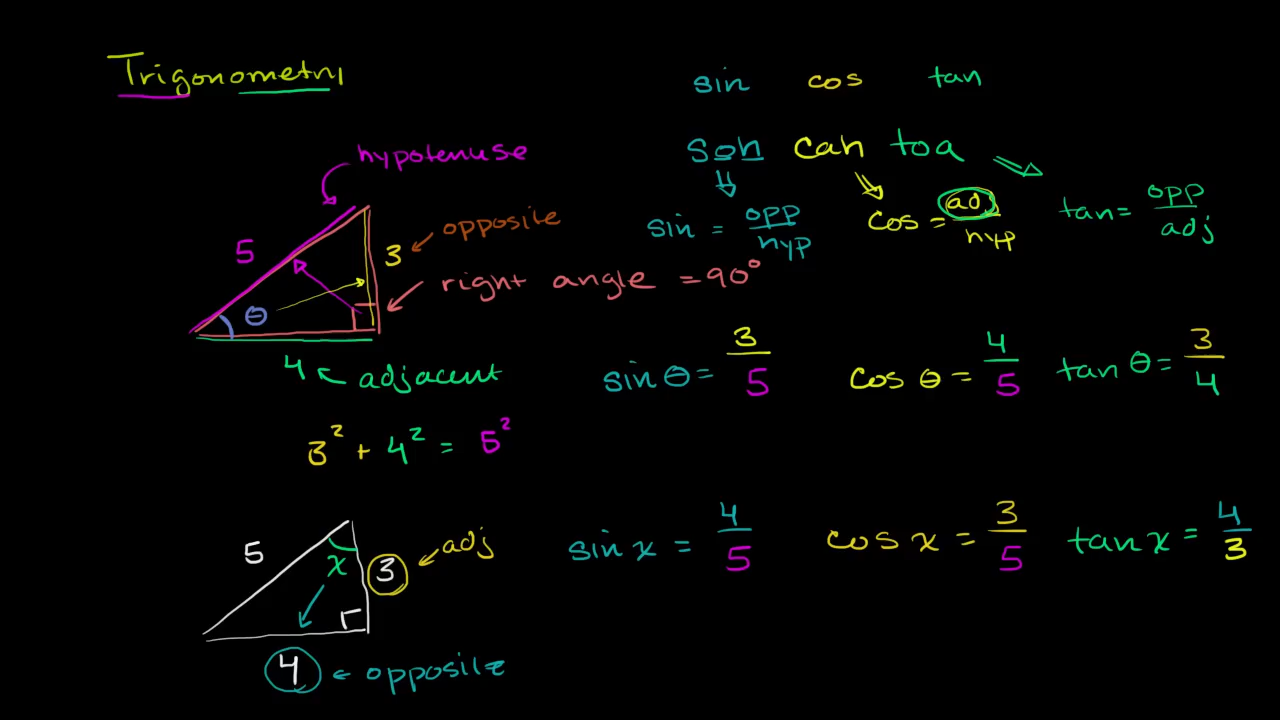 Trigonometry
sin cos tan
soh cah toa
hypotenuse
5
opposite
3
right angle = 90°
θ
4
adjacent
sin = opp/hyp
cos = adj/hyp
tan = opp/adj
sin θ = 3/5
cos θ = 4/5
tan θ = 3/4
3² + 4² = 5²
5
x
3
adj
4
opposite
sin x = 4/5
cos x = 3/5
tan x = 4/3